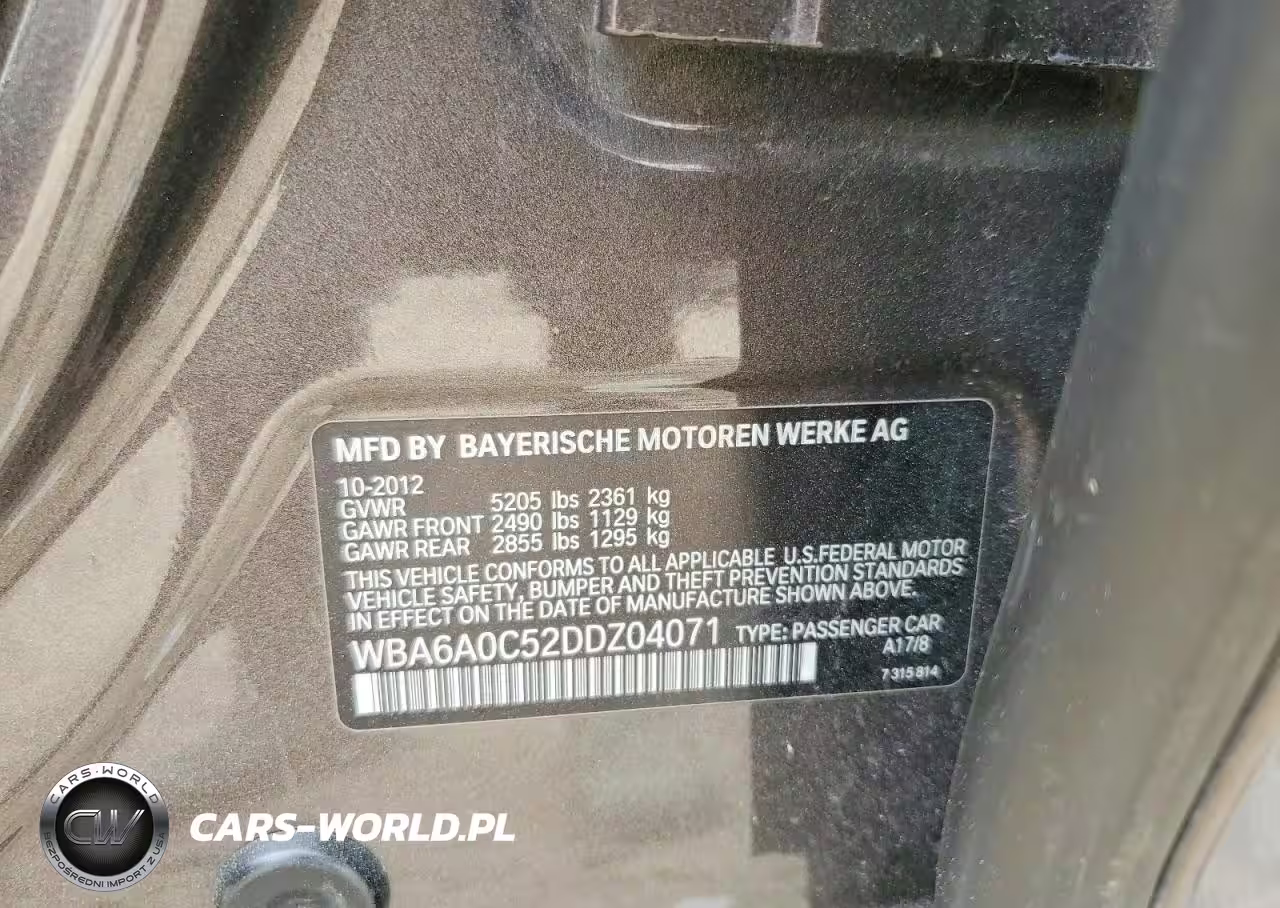 MFD BY BAYERISCHE MOTOREN WERKE AG
10-2012
GVWR 5205 lbs 2361 kg
GAWR FRONT 2490 lbs 1129 kg
GAWR REAR 2855 lbs 1295 kg
THIS VEHICLE CONFORMS TO ALL APPLICABLE U.S.FEDERAL MOTOR
VEHICLE SAFETY, BUMPER AND THEFT PREVENTION STANDARDS
IN EFFECT ON THE DATE OF MANUFACTURE SHOWN ABOVE.
WBA6A0C52DDZ04071 TYPE: PASSENGER CAR
A17/8
7 315 814
CARS-WORLD
CW
BEZPOŚREDNI IMPORT Z USA
CARS-WORLD.PL